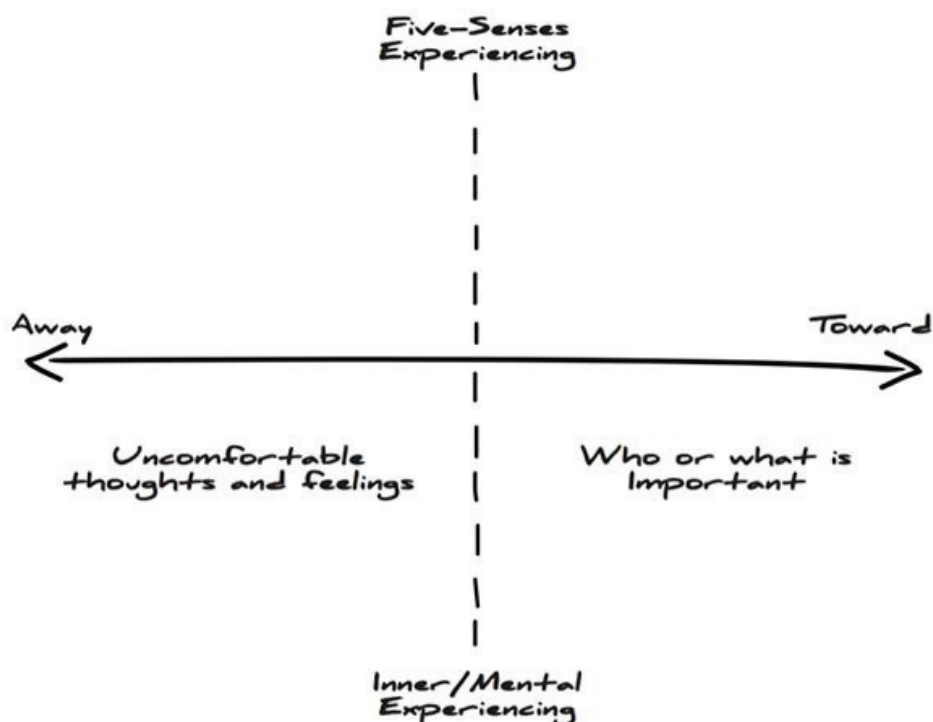 Five-Senses
Experiencing
Away
Toward
Uncomfortable
thoughts and feelings
Who or what is
Important
Inner/Mental
Experiencing